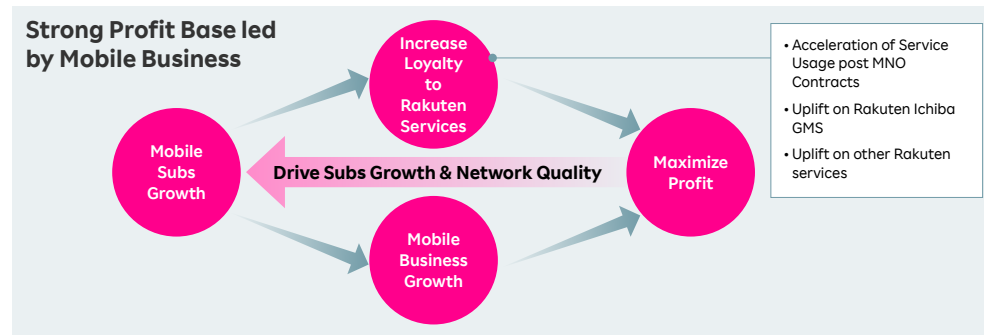 Strong Profit Base led
by Mobile Business
Increase
Loyalty
to
Rakuten
Services
• Acceleration of Service
Usage post MNO
Contracts
• Uplift on Rakuten Ichiba
GMS
• Uplift on other Rakuten
services
Mobile
Subs
Growth
Drive Subs Growth & Network Quality
Maximize
Profit
Mobile
Business
Growth